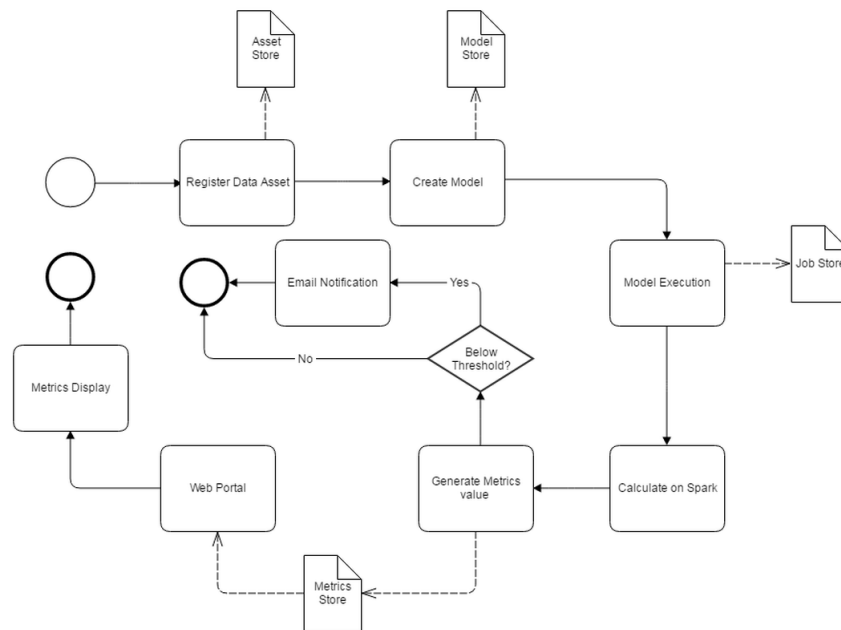 Asset
Store
Model
Store
Register Data Asset
Create Model
Email Notification
Yes
Model Execution
Job Store
Below
Threshold?
No
Metrics Display
Web Portal
Generate Metrics
value
Calculate on Spark
Metrics
Store